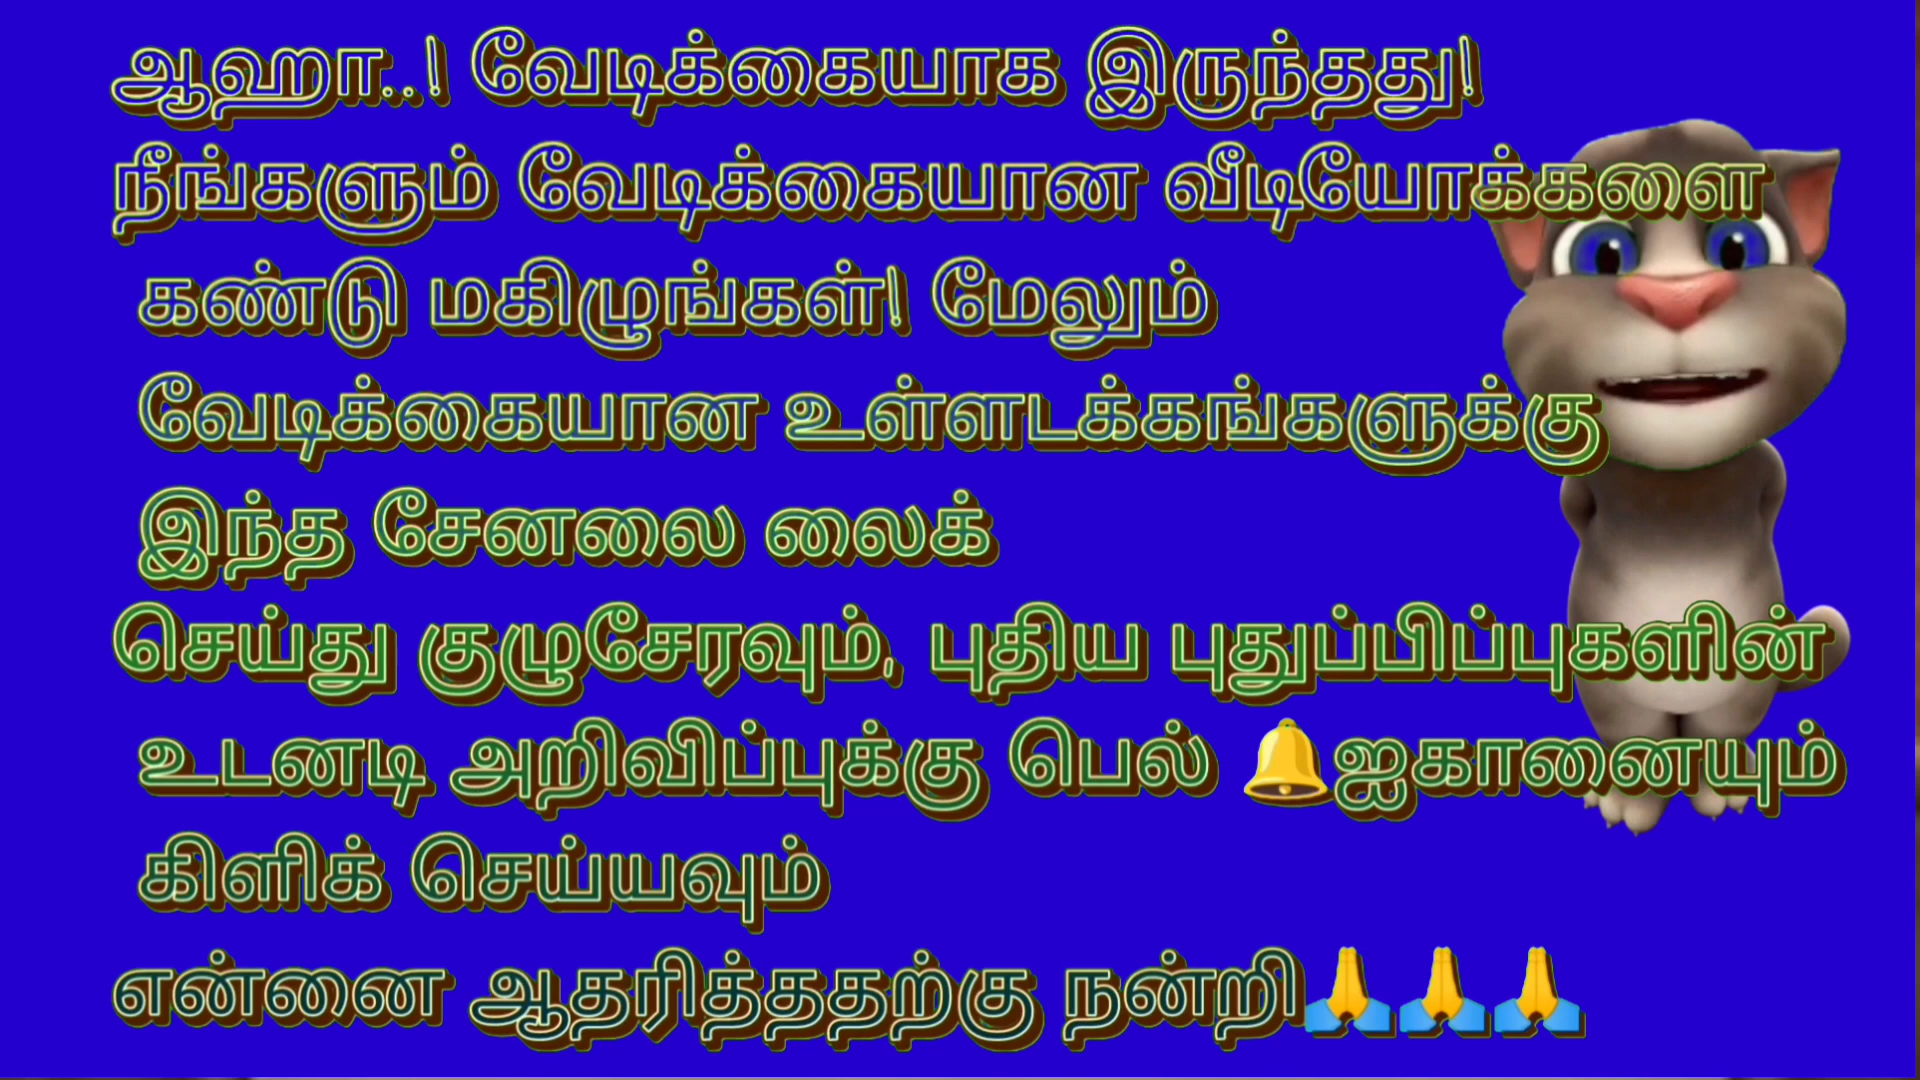 ஆஹா..! வேடிக்கையாக இருந்தது!
நீங்களும் வேடிக்கையான வீடியோக்களை
கண்டு மகிழுங்கள்! மேலும்
வேடிக்கையான உள்ளடக்கங்களுக்கு
இந்த சேனலை லைக்
செய்து குழுசேரவும், புதிய புதுப்பிப்புகளின்
உடனடி அறிவிப்புக்கு பெல் 🔔ஐகானையும்
கிளிக் செய்யவும்
என்னை ஆதரித்ததற்கு நன்றி🙏🙏🙏